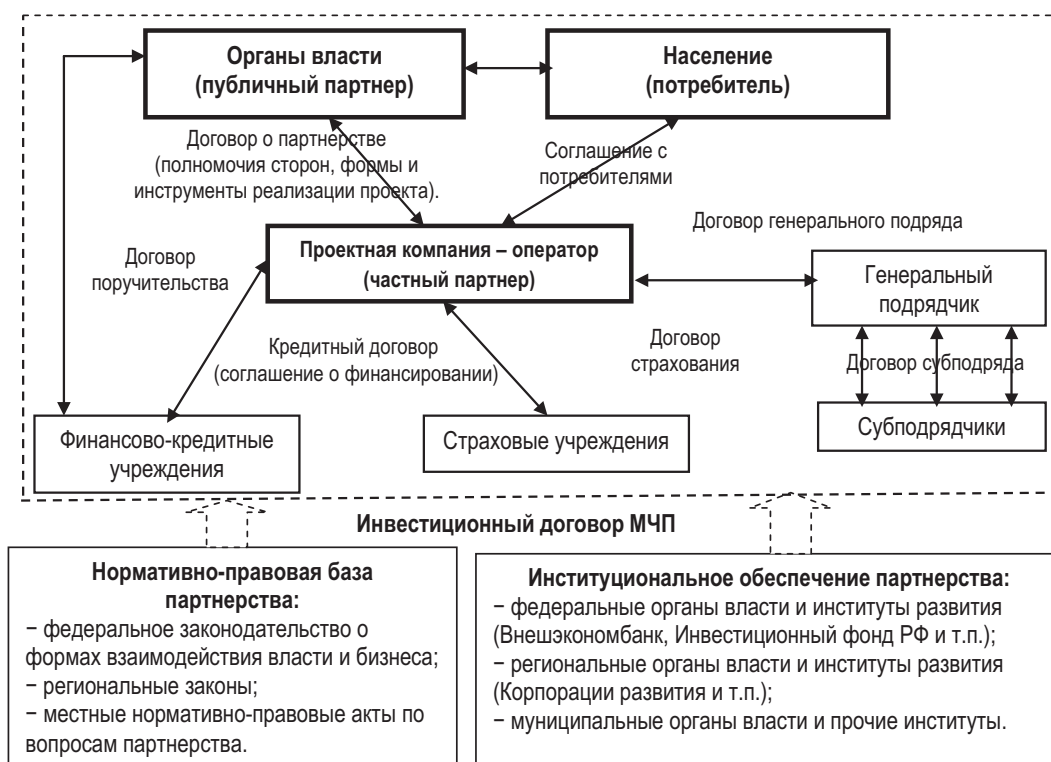 Органы власти
(публичный партнер)
Население
(потребитель)
Договор о партнерстве
(полномочия сторон, формы и
инструменты реализации проекта).
Соглашение с
потребителями
Договор генерального подряда
Договор
поручительства
Проектная компания – оператор
(частный партнер)
Генеральный
подрядчик
Кредитный договор
(соглашение о финансировании)
Договор
страхования
Договор субподряда
Финансово-кредитные
учреждения
Страховые учреждения
Субподрядчики
Инвестиционный договор МЧП
Нормативно-правовая база
партнерства:
− федеральное законодательство о
формах взаимодействия власти и бизнеса;
− региональные законы;
− местные нормативно-правовые акты по
вопросам партнерства.
Институциональное обеспечение партнерства:
− федеральные органы власти и институты развития
(Внешэкономбанк, Инвестиционный фонд РФ и т.п.);
− региональные органы власти и институты развития
(Корпорации развития и т.п.);
− муниципальные органы власти и прочие институты.